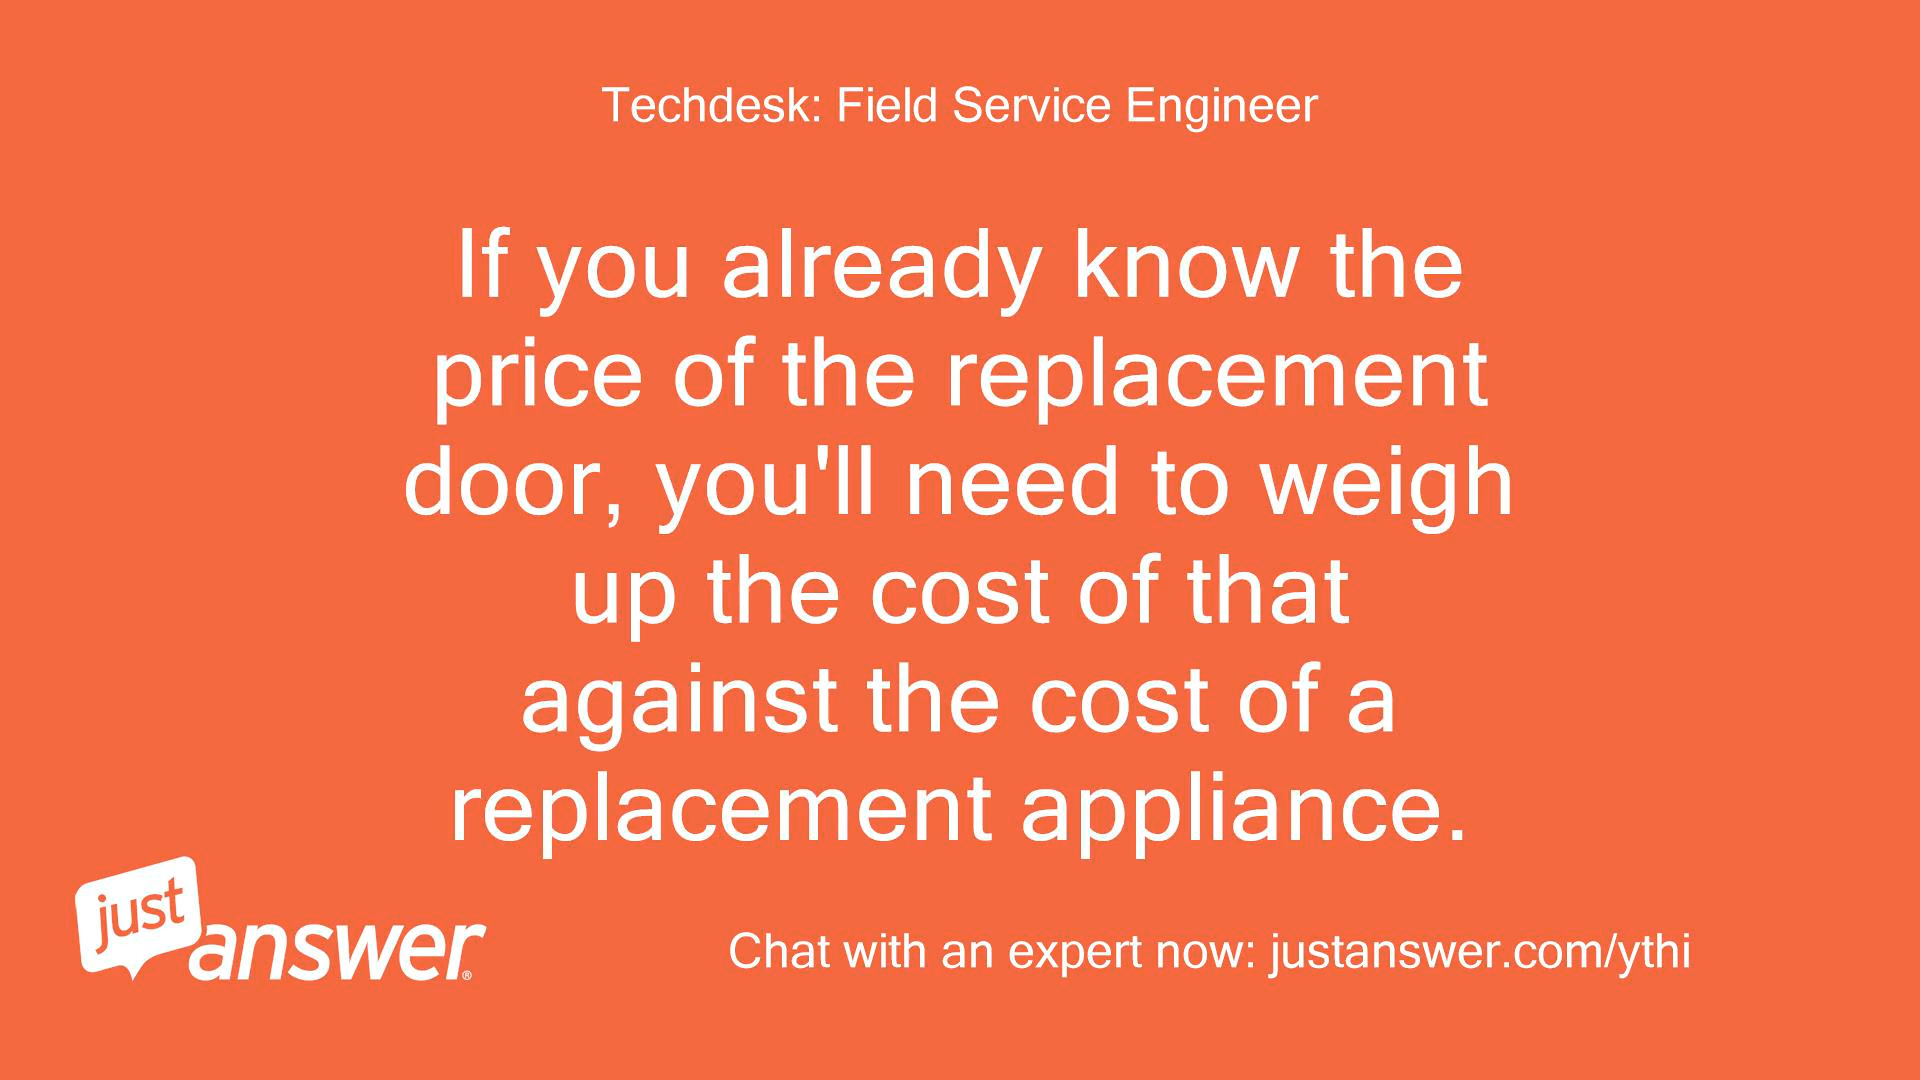 Techdesk: Field Service Engineer
If you already know the
price of the replacement
door, you'll need to weigh
up the cost of that
against the cost of a
replacement appliance.
just
answer®
Chat with an expert now: justanswer.com/ythi